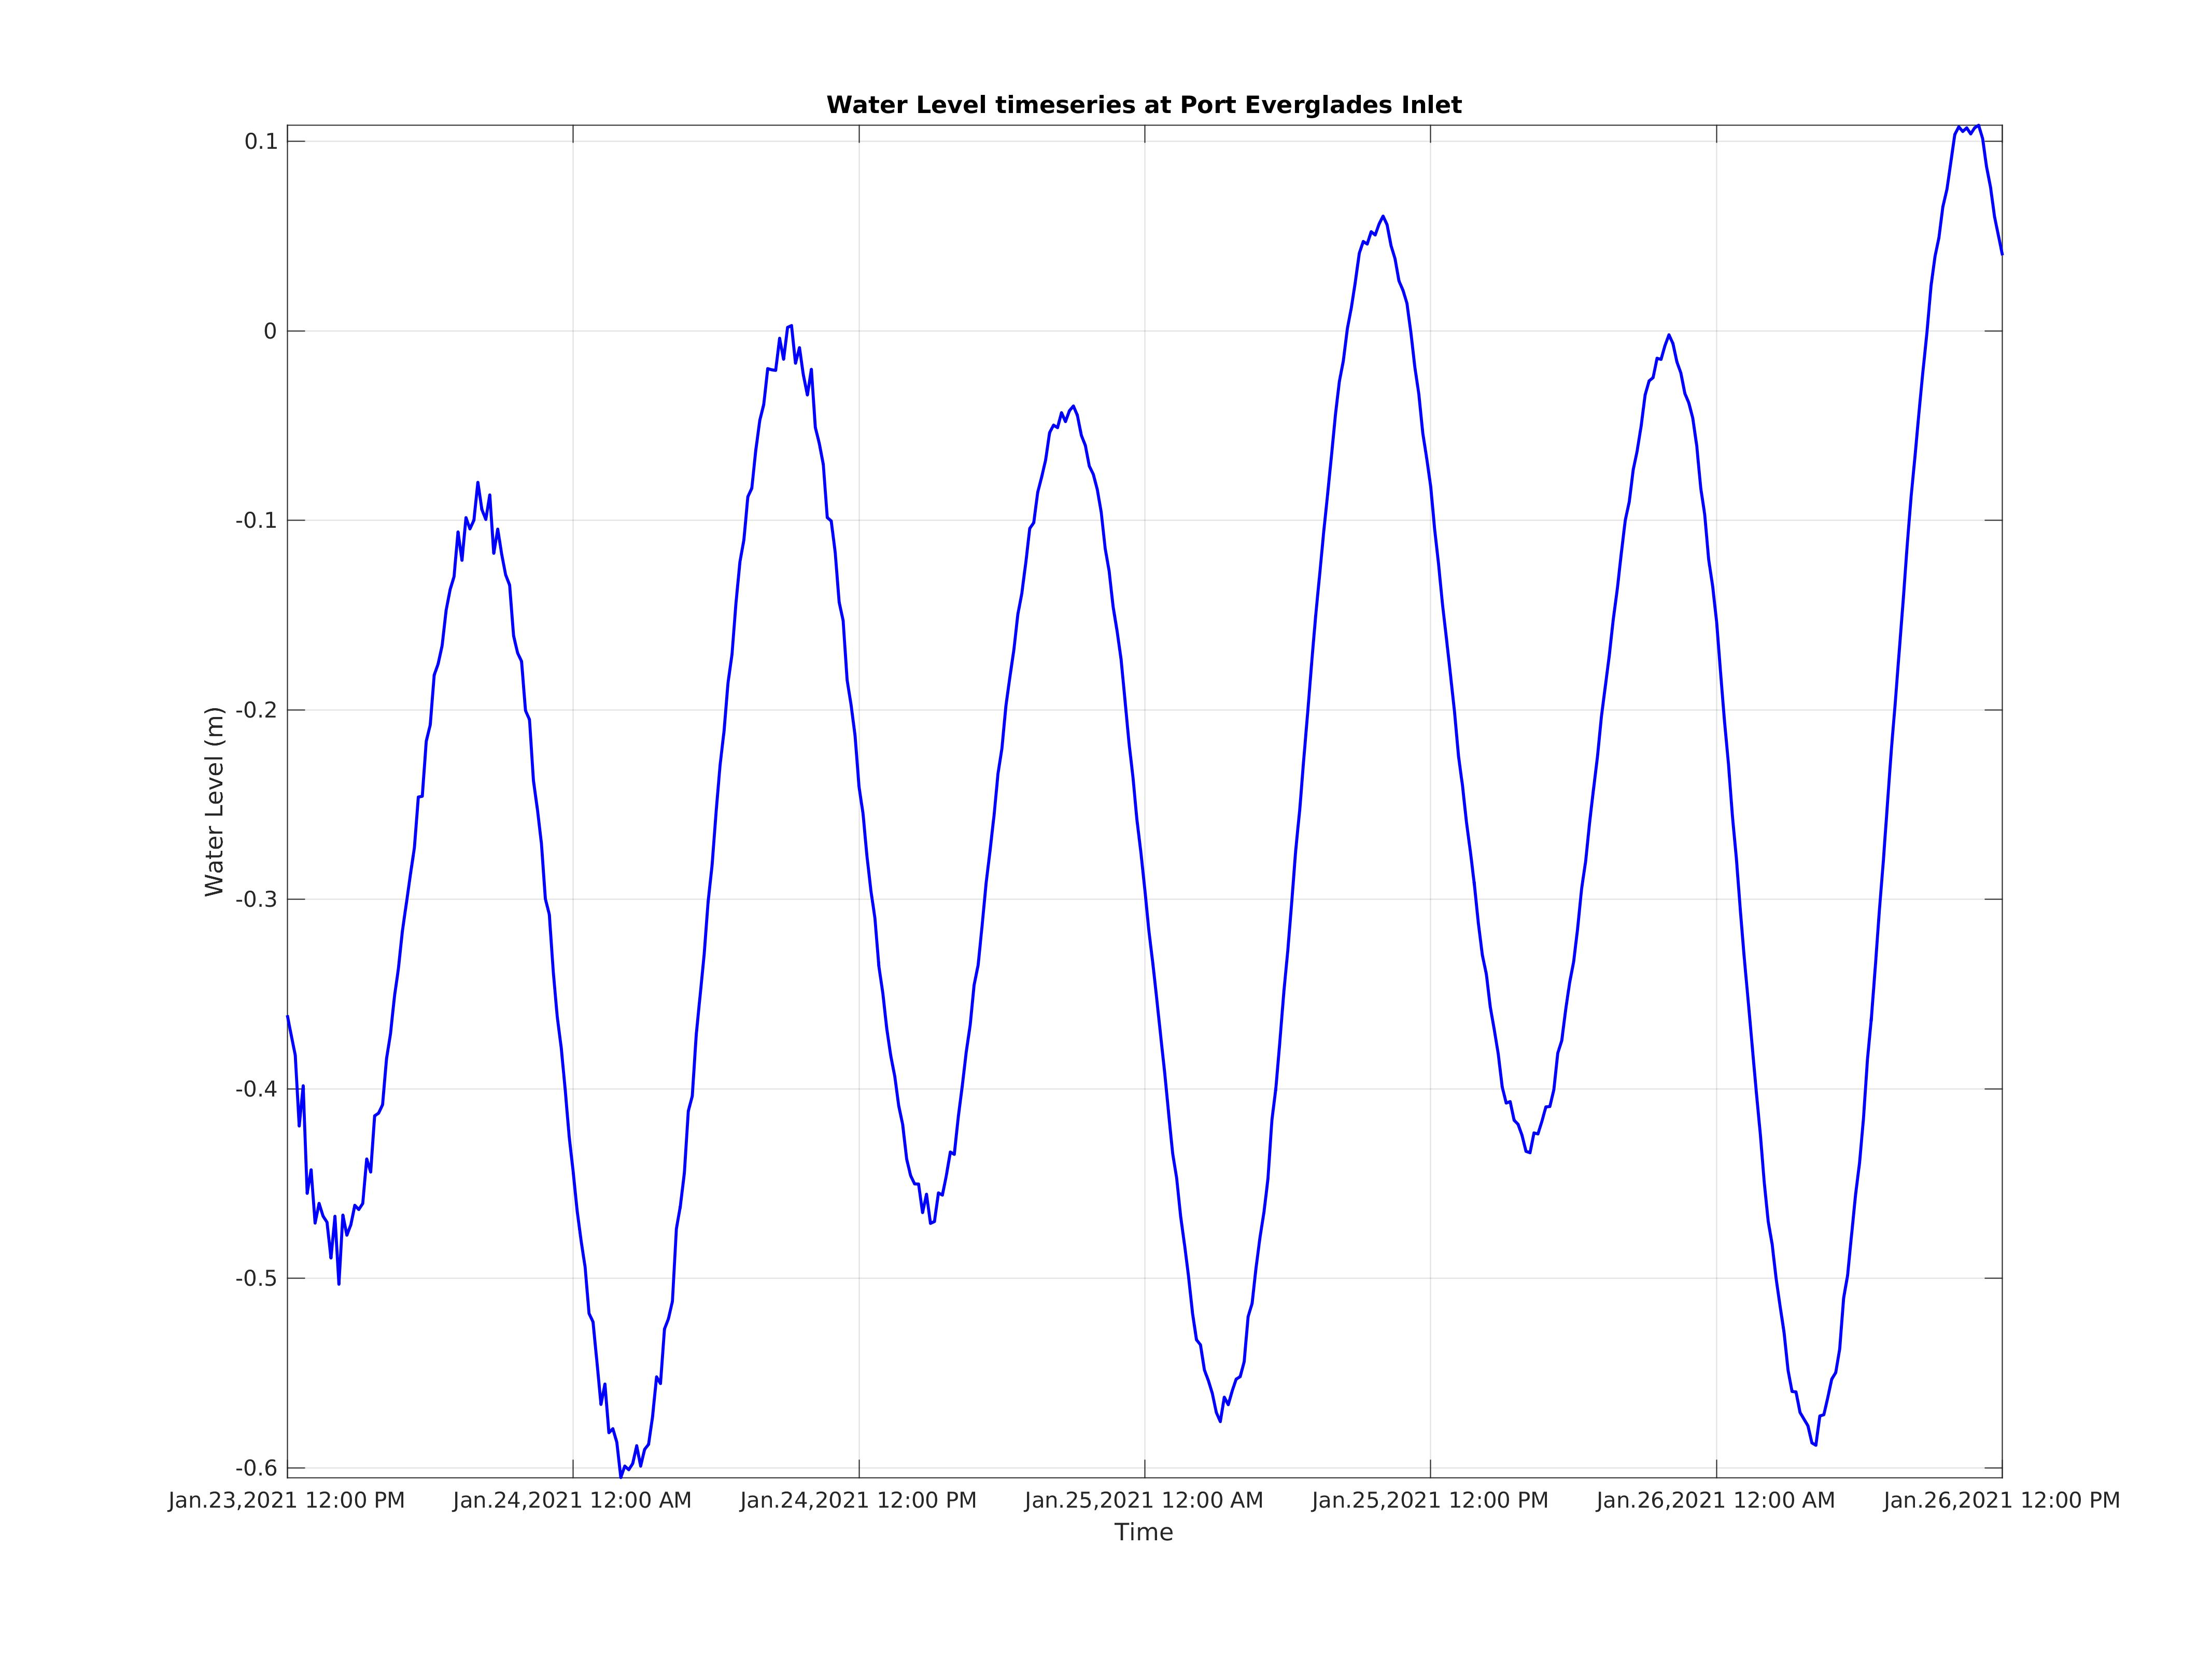 Water Level timeseries at Port Everglades Inlet
0.1
0
-0.1
-0.2
-0.3
-0.4
-0.5
-0.6
Water Level (m)
Jan.23,2021 12:00 PM
Jan.24,2021 12:00 AM
Jan.24,2021 12:00 PM
Jan.25,2021 12:00 AM
Jan.25,2021 12:00 PM
Jan.26,2021 12:00 AM
Jan.26,2021 12:00 PM
Time